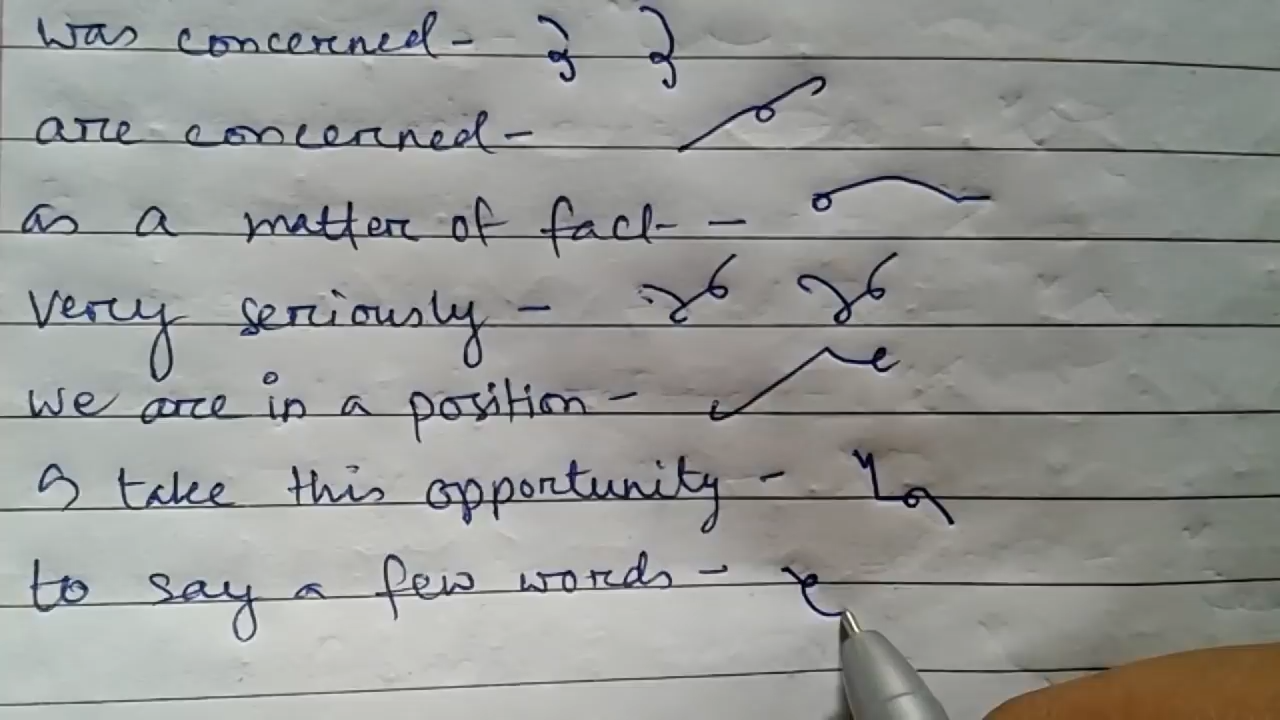 was concerned -
are concerned -
as a matter of fact -
very seriously -
we are in a position -
I take this opportunity -
to say a few words -